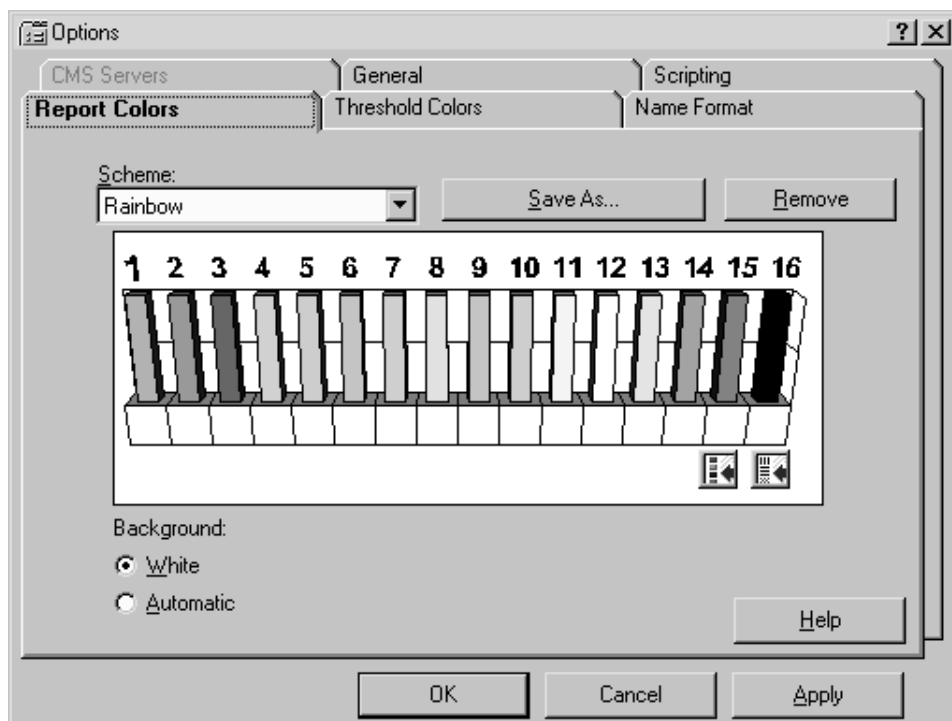 Options
CMS Servers General Scripting
Report Colors Threshold Colors Name Format
Scheme:
Rainbow Save As... Remove
1 2 3 4 5 6 7 8 9 10 11 12 13 14 15 16
Background:
White
Automatic
Help
OK Cancel Apply